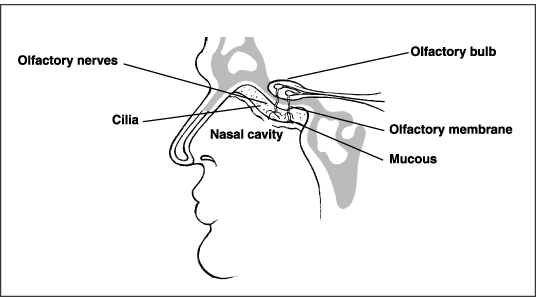 Olfactory bulb
Olfactory nerves
Cilia
Nasal cavity
Olfactory membrane
Mucous